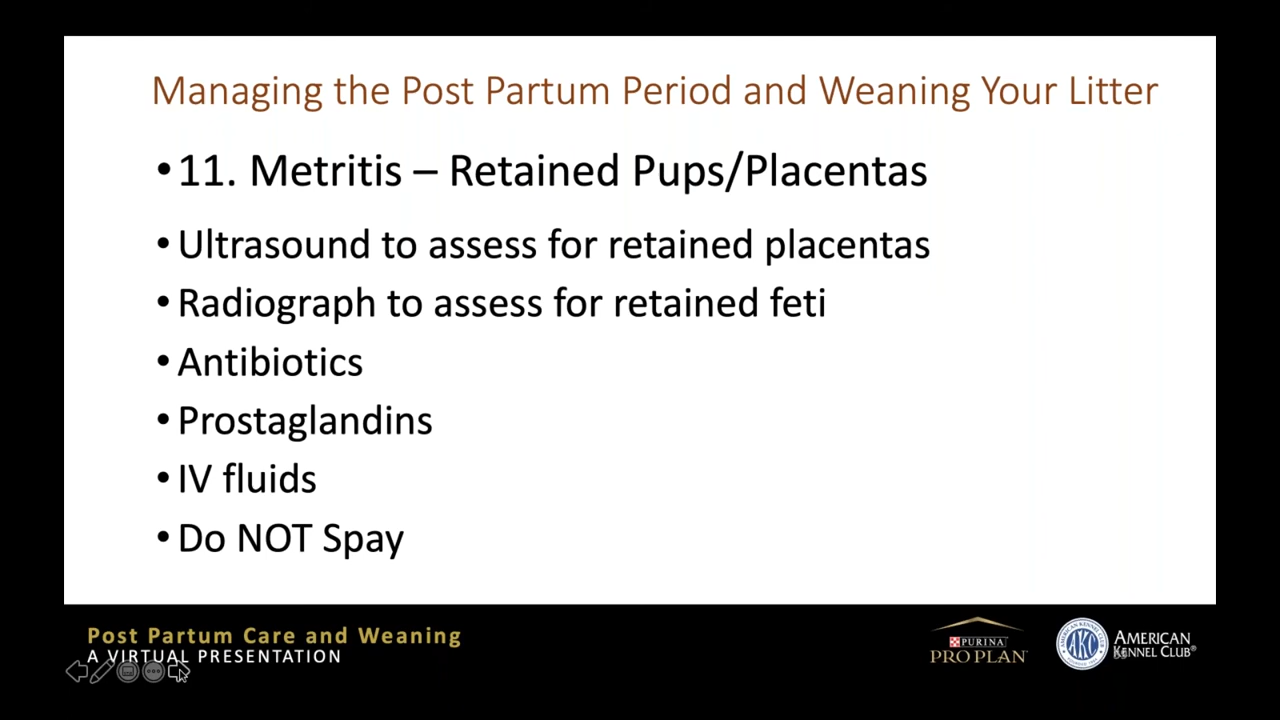 Managing the Post Partum Period and Weaning Your Litter
•11. Metritis – Retained Pups/Placentas
•Ultrasound to assess for retained placentas
•Radiograph to assess for retained feti
•Antibiotics
•Prostaglandins
•IV fluids
•Do NOT Spay
Post Partum Care and Weaning
A VIRTUAL PRESENTATION
PURINA
PRO PLAN
AKC
AMERICAN
KENNEL CLUB®